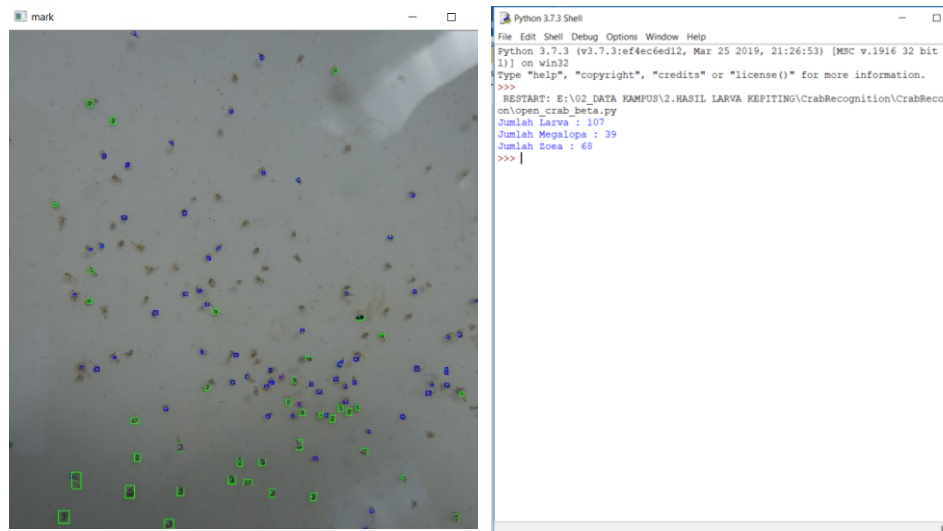 mark
Python 3.7.3 Shell
File Edit Shell Debug Options Window Help
Python 3.7.3 (v3.7.3:ef4ec6ed12, Mar 25 2019, 21:26:53) [MSC v.1916 32 bit
l)] on win32
Type "help", "copyright", "credits" or "license()" for more information.
>>>
RESTART: E:\02_DATA KAMPUS\2.HASIL LARVA KEPITING\CrabRecognition\CrabReco
on\open_crab_beta.py
Jumlah Larva : 107
Jumlah Megalopa : 39
Jumlah Zoea : 68
>>>